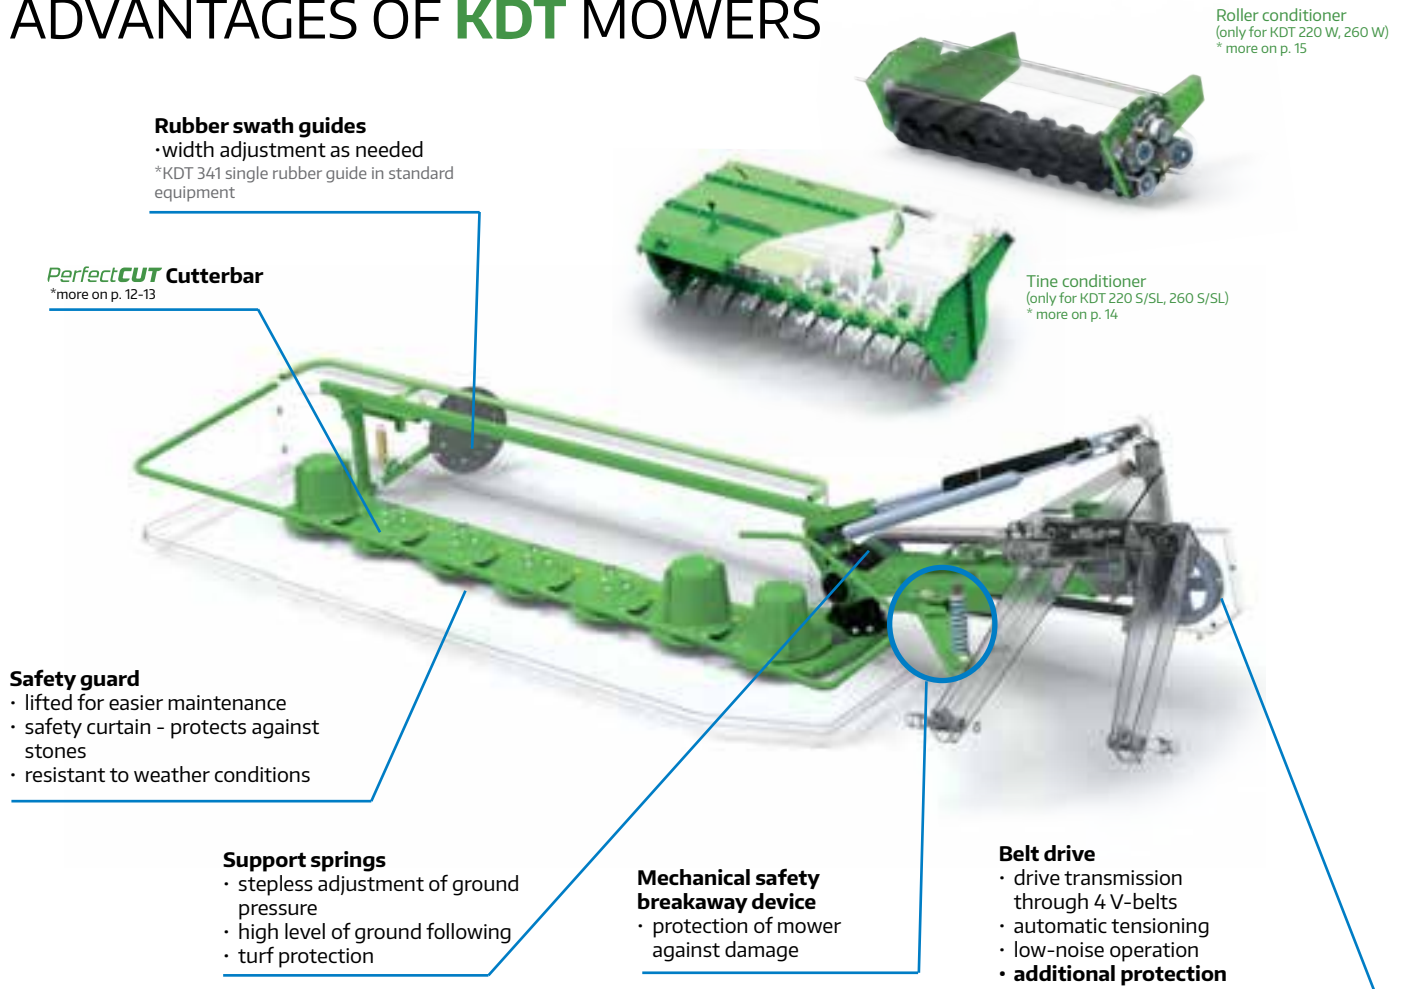 ADVANTAGES OF KDT MOWERS
Roller conditioner
(only for KDT 220 W, 260 W)
* more on p. 15
Rubber swath guides
·width adjustment as needed
*KDT 341 single rubber guide in standard
equipment
PerfectCUT Cutterbar
*more on p. 12-13
Tine conditioner
(only for KDT 220 S/SL, 260 S/SL)
* more on p. 14
Safety guard
· lifted for easier maintenance
· safety curtain - protects against
stones
· resistant to weather conditions
Support springs
· stepless adjustment of ground
pressure
· high level of ground following
· turf protection
Mechanical safety
breakaway device
· protection of mower
against damage
Belt drive
· drive transmission
through 4 V-belts
· automatic tensioning
· low-noise operation
· additional protection